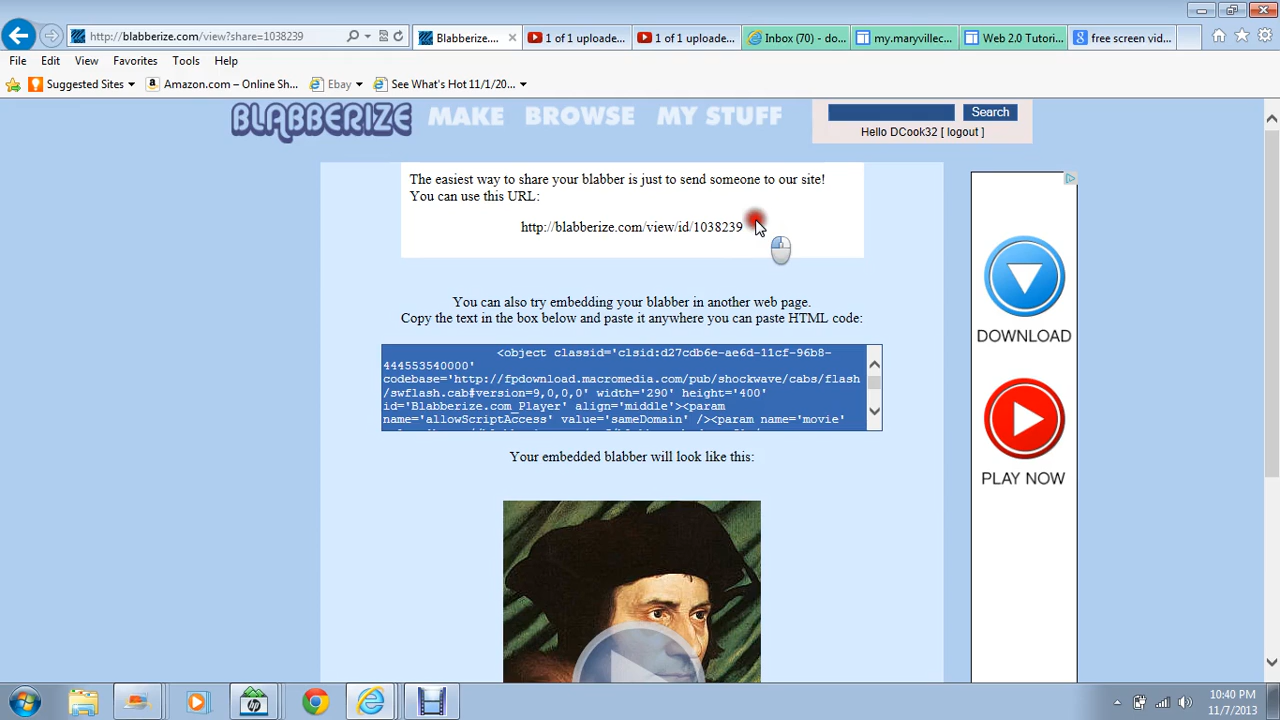 http://blabberize.com/view?share=1038239
Blabberize....
1 of 1 uploade...
1 of 1 uploade...
Inbox (70) - do...
my.maryvillec...
Web 2.0 Tutori...
free screen vid...
File Edit View Favorites Tools Help
Suggested Sites
Amazon.com – Online Sh...
Ebay
See What's Hot 11/1/20...
BLABBERIZE
MAKE BROWSE MY STUFF
Search
Hello DCook32 [ logout ]
The easiest way to share your blabber is just to send someone to our site!
You can use this URL:
http://blabberize.com/view/id/1038239
You can also try embedding your blabber in another web page.
Copy the text in the box below and paste it anywhere you can paste HTML code:
<object classid='clsid:d27cdb6e-ae6d-11cf-96b8-
444553540000'
codebase='http://fpdownload.macromedia.com/pub/shockwave/cabs/flash
/swflash.cab#version=9,0,0,0' width='290' height='400'
id='Blabberize.com_Player' align='middle'><param
name='allowScriptAccess' value='sameDomain' /><param name='movie'
Your embedded blabber will look like this:
DOWNLOAD
PLAY NOW
hp
10:40 PM
11/7/2013